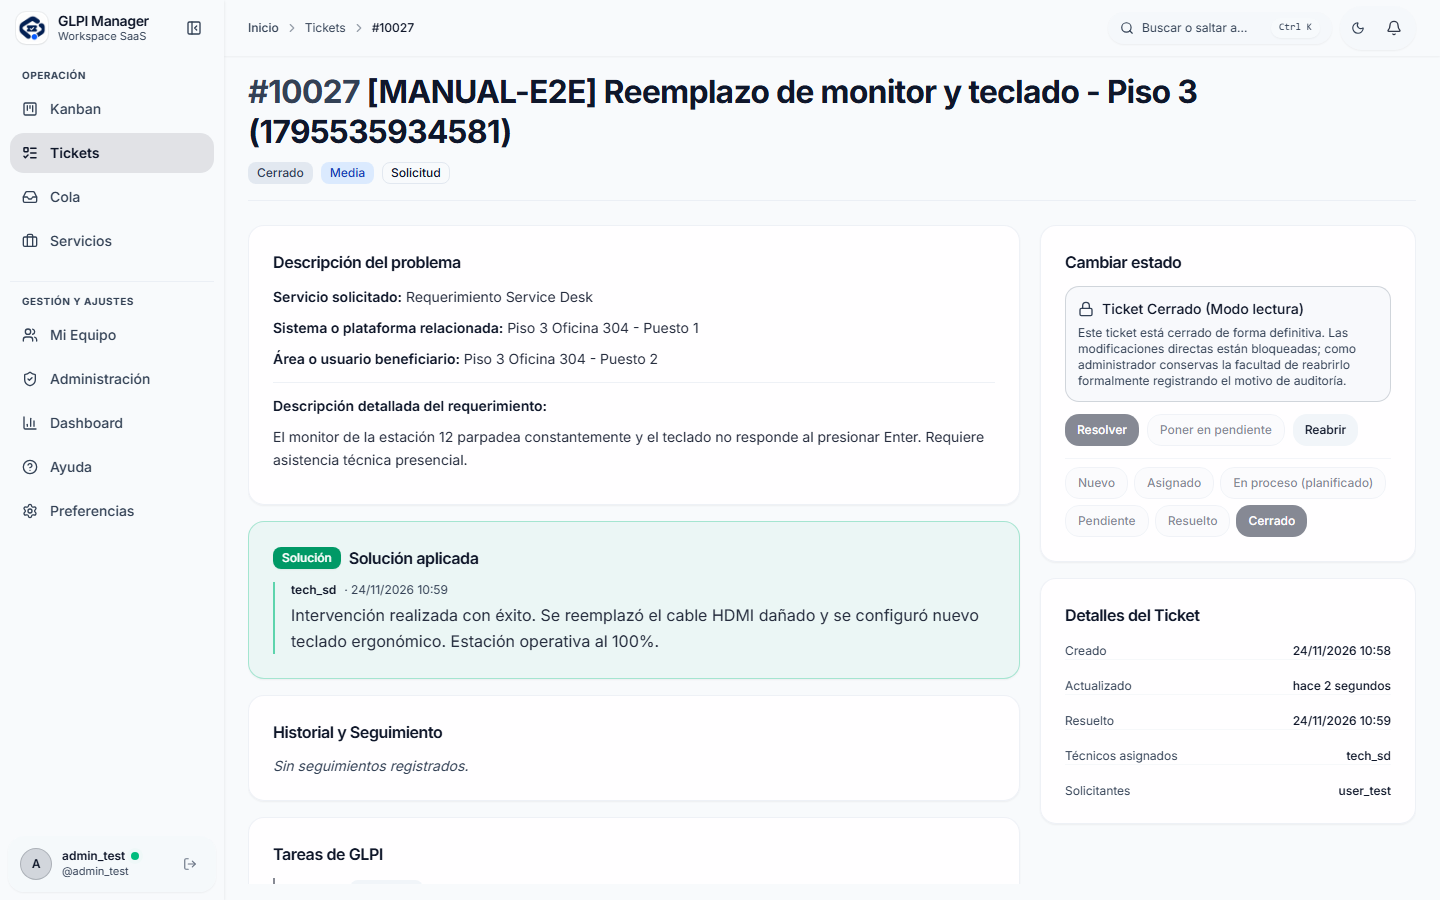 GLPI Manager
Workspace SaaS
OPERACIÓN
Kanban
Tickets
Cola
Servicios
GESTIÓN Y AJUSTES
Mi Equipo
Administración
Dashboard
Ayuda
Preferencias
A
admin_test
@admin_test
Inicio > Tickets > #10027
Buscar o saltar a... Ctrl K
#10027 [MANUAL-E2E] Reemplazo de monitor y teclado - Piso 3
(1795535934581)
Cerrado Media Solicitud
Descripción del problema
Servicio solicitado: Requerimiento Service Desk
Sistema o plataforma relacionada: Piso 3 Oficina 304 - Puesto 1
Área o usuario beneficiario: Piso 3 Oficina 304 - Puesto 2
Descripción detallada del requerimiento:
El monitor de la estación 12 parpadea constantemente y el teclado no responde al presionar Enter. Requiere
asistencia técnica presencial.
Solución Solución aplicada
tech_sd · 24/11/2026 10:59
Intervención realizada con éxito. Se reemplazó el cable HDMI dañado y se configuró nuevo
teclado ergonómico. Estación operativa al 100%.
Historial y Seguimiento
Sin seguimientos registrados.
Tareas de GLPI
Cambiar estado
Ticket Cerrado (Modo lectura)
Este ticket está cerrado de forma definitiva. Las
modificaciones directas están bloqueadas; como
administrador conservas la facultad de reabrirlo
formalmente registrando el motivo de auditoría.
Resolver Poner en pendiente Reabrir
Nuevo Asignado En proceso (planificado)
Pendiente Resuelto Cerrado
Detalles del Ticket
Creado 24/11/2026 10:58
Actualizado hace 2 segundos
Resuelto 24/11/2026 10:59
Técnicos asignados tech_sd
Solicitantes user_test